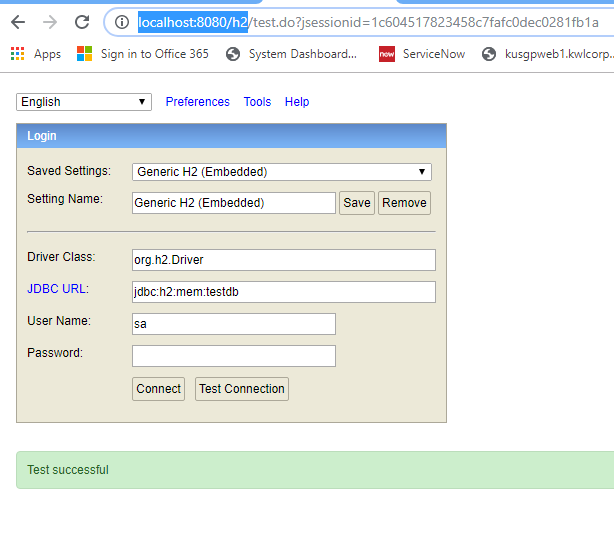 localhost:8080/h2/test.do?jsessionid=1c604517823458c7fafc0dec0281fb1a
Apps Sign in to Office 365 System Dashboard... now ServiceNow kusgpweb1.kwlcorp...
English Preferences Tools Help
Login
Saved Settings: Generic H2 (Embedded)
Setting Name: Generic H2 (Embedded) Save Remove
Driver Class: org.h2.Driver
JDBC URL: jdbc:h2:mem:testdb
User Name: sa
Password:
Connect Test Connection
Test successful